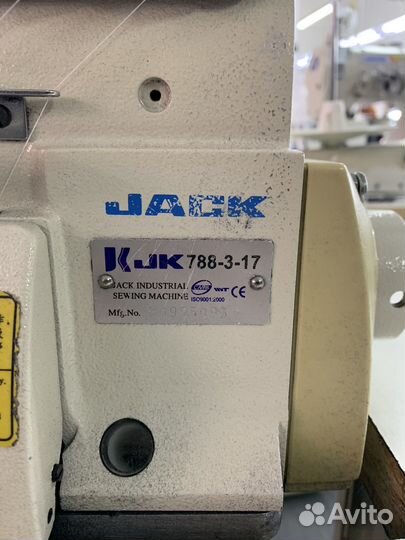 JACK
JK 788-3-17
JACK INDUSTRIAL
SEWING MACHINE
CE
ISO9001:2000
Mfg.No.
Avito